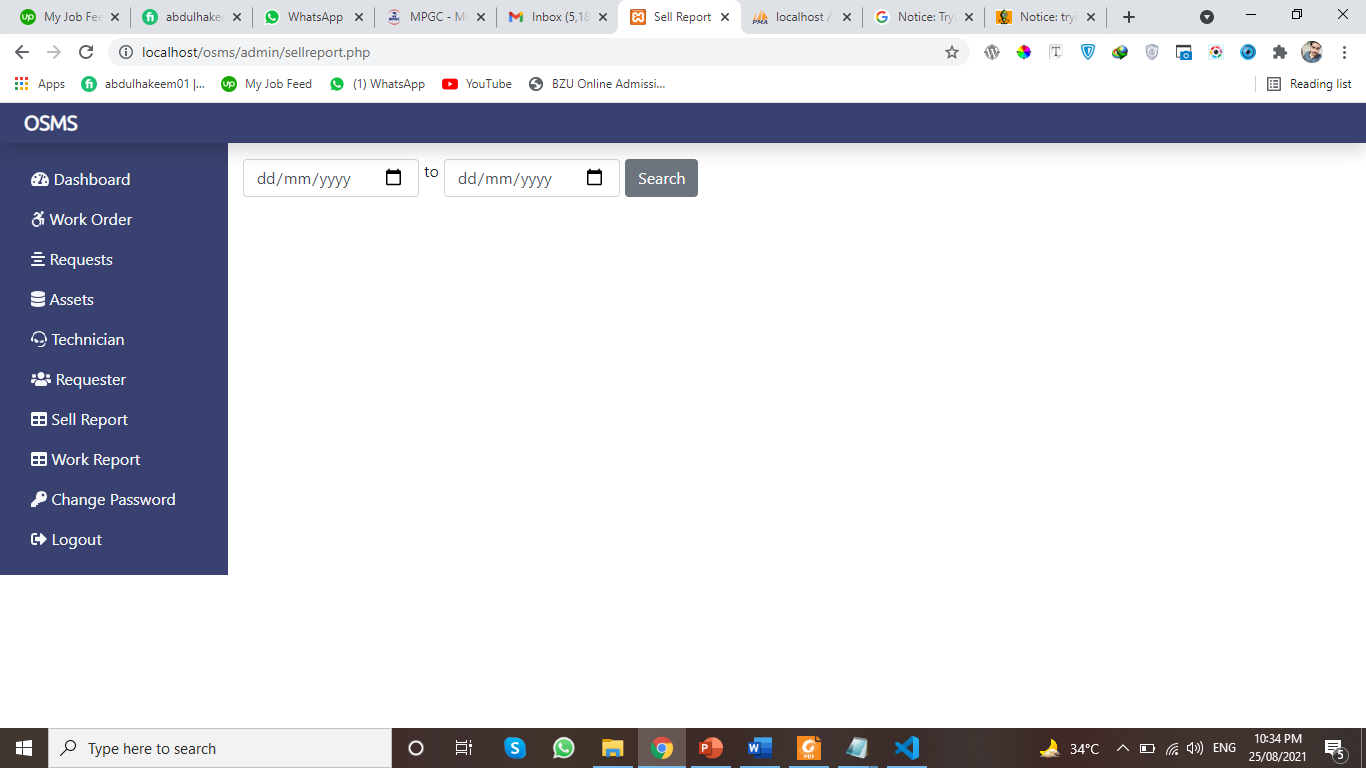 My Job Fee
abdulhakee
WhatsApp
MPGC - M
Inbox (5,18
Sell Report
localhost /
Notice: Try
Notice: tryi
localhost/osms/admin/sellreport.php
Apps
abdulhakeem01 |...
My Job Feed
(1) WhatsApp
YouTube
BZU Online Admissi...
Reading list
OSMS
Dashboard
Work Order
Requests
Assets
Technician
Requester
Sell Report
Work Report
Change Password
Logout
dd/mm/yyyy to dd/mm/yyyy Search
Type here to search
34°C
ENG
10:34 PM
25/08/2021
5